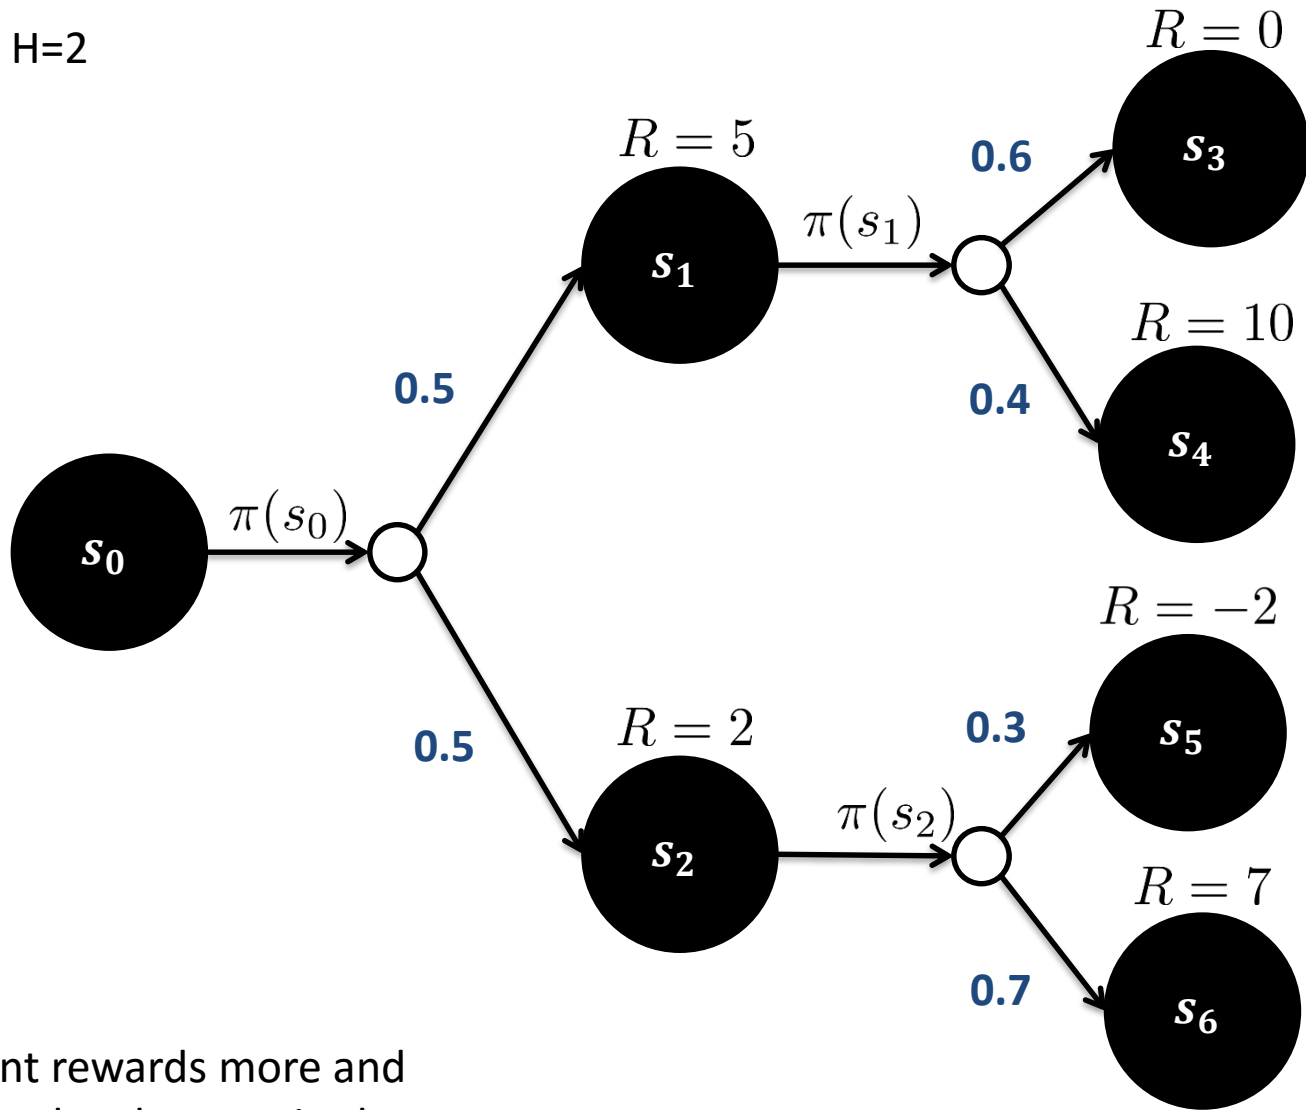 H=2
R = 0
s₃
R = 5
0.6
π(s₁)
s₁
R = 10
0.4
s₄
0.5
π(s₀)
s₀
R = −2
0.5
R = 2
0.3
s₅
π(s₂)
s₂
R = 7
0.7
s₆
nt rewards more and